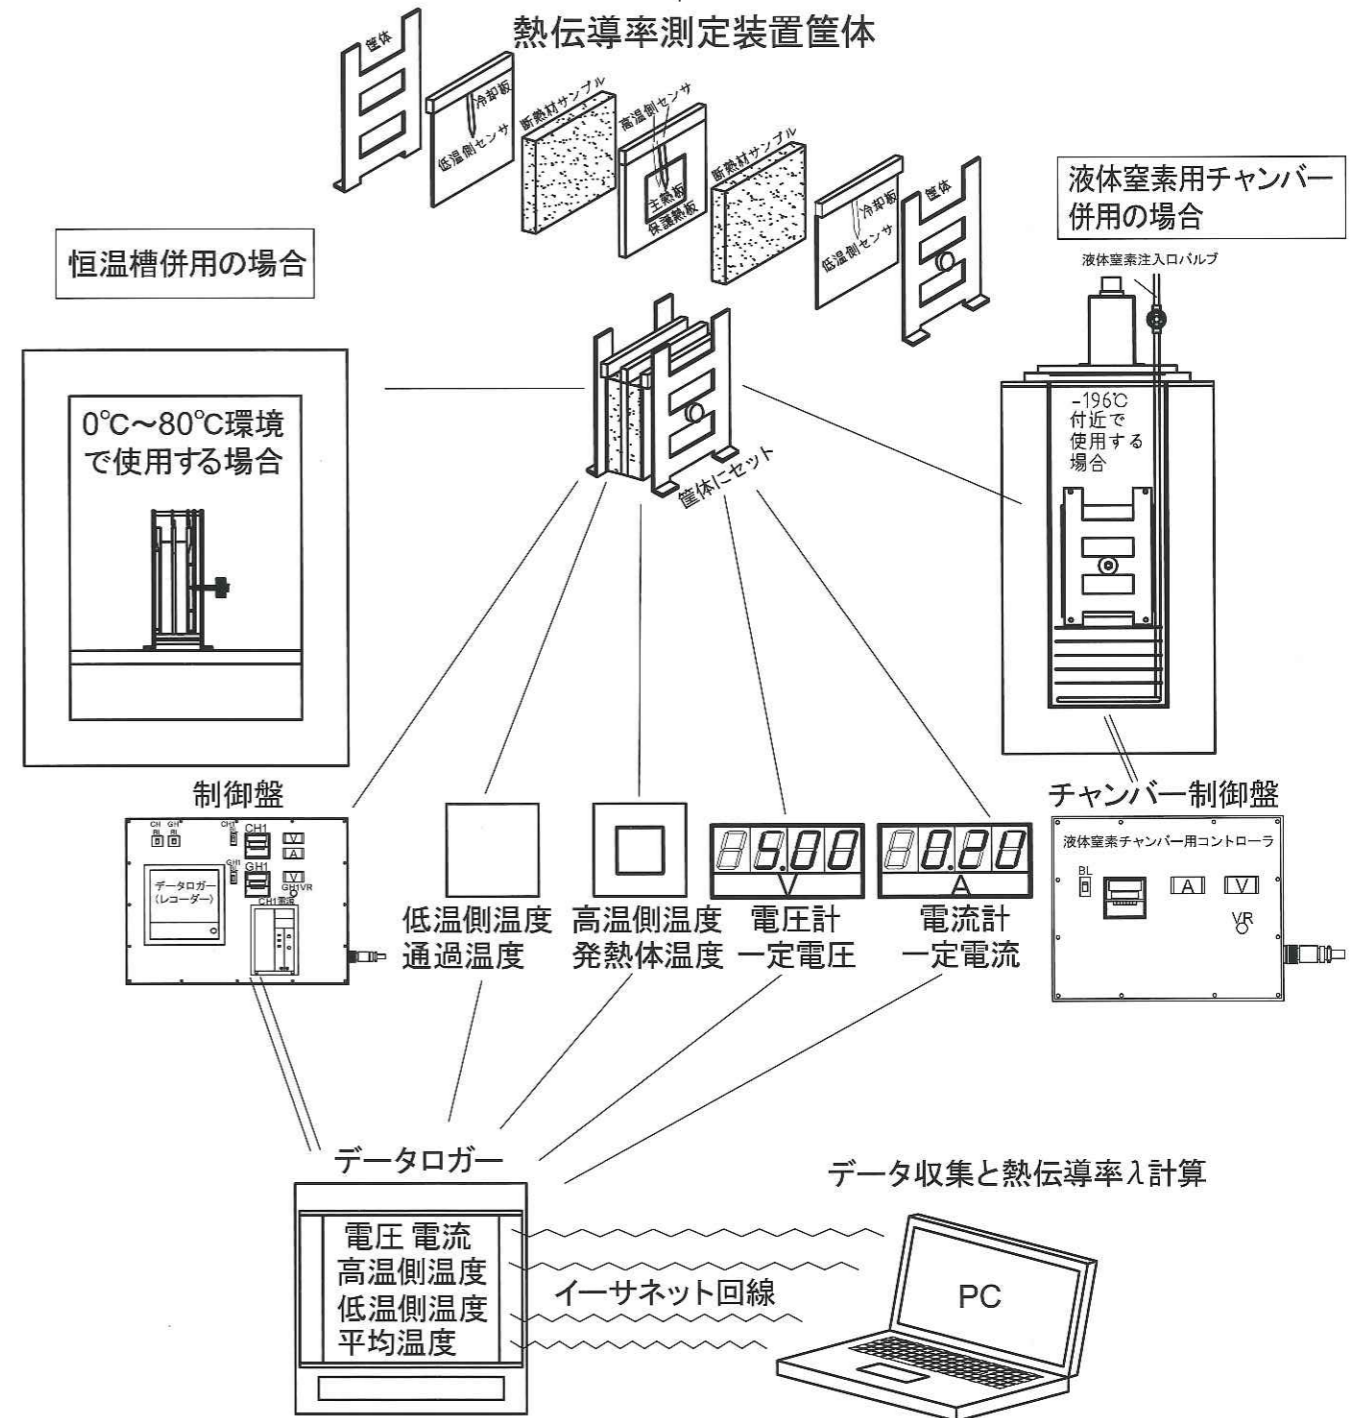 熱伝導率測定装置筐体
筐体
冷却板
低温側センサ
断熱材サンプル
高温側センサ
主熱板
保護熱板
断熱材サンプル
冷却板
低温側センサ
筐体
液体窒素用チャンバー
併用の場合
液体窒素注入口バルブ
恒温槽併用の場合
0℃～80℃環境
で使用する場合
-196℃
付近で
使用する
場合
筐体にセット
制御盤
CH
GH
CH1
CH1
V
A
GH1
GH1
V
GH1VR
データロガー
(レコーダー)
CH1電源
低温側温度
通過温度
高温側温度
発熱体温度
5.00
V
電圧計
一定電圧
0.20
A
電流計
一定電流
チャンバー制御盤
液体窒素チャンバー用コントローラ
BL
A
V
VR
データロガー
電圧 電流
高温側温度
低温側温度
平均温度
イーサネット回線
データ収集と熱伝導率λ計算
PC